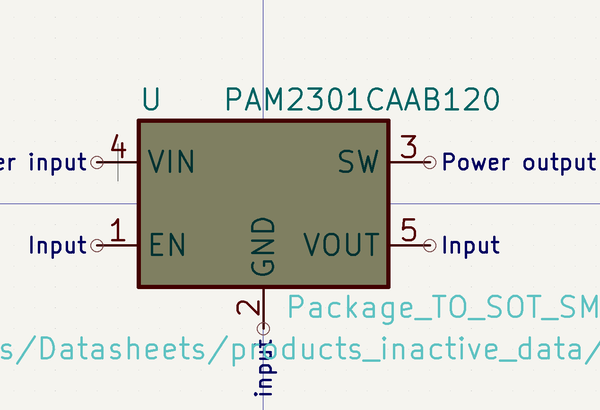 U PAM2301CAAB120
er input 4 VIN SW 3 Power output
Input 1 EN GND VOUT 5 Input
2 Package_TO_SOT_SM
s/Datasheets/products_inactive_data/
input